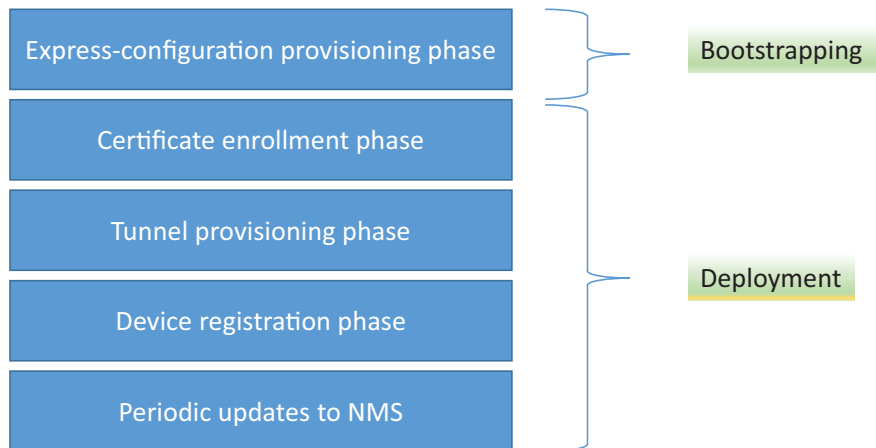 Express-configuration provisioning phase
Bootstrapping
Certificate enrollment phase
Tunnel provisioning phase
Deployment
Device registration phase
Periodic updates to NMS